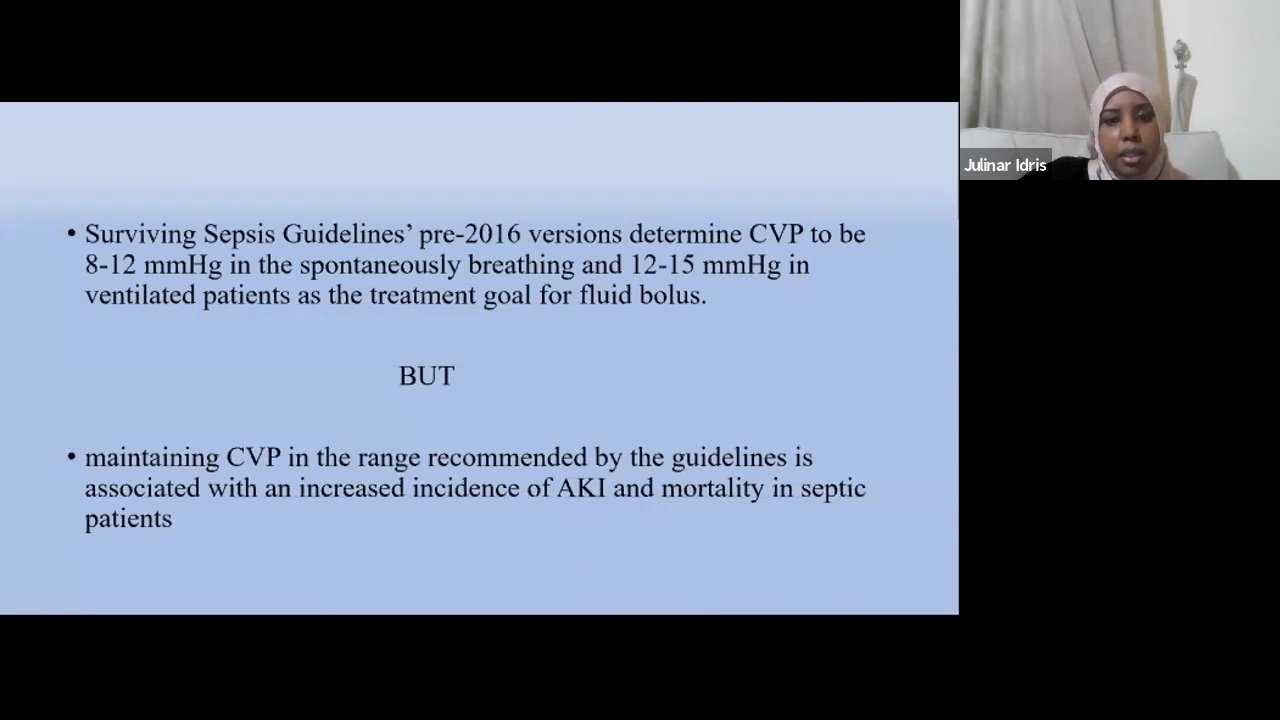 • Surviving Sepsis Guidelines’ pre-2016 versions determine CVP to be
8-12 mmHg in the spontaneously breathing and 12-15 mmHg in
ventilated patients as the treatment goal for fluid bolus.
BUT
• maintaining CVP in the range recommended by the guidelines is
associated with an increased incidence of AKI and mortality in septic
patients
Julinar Idris